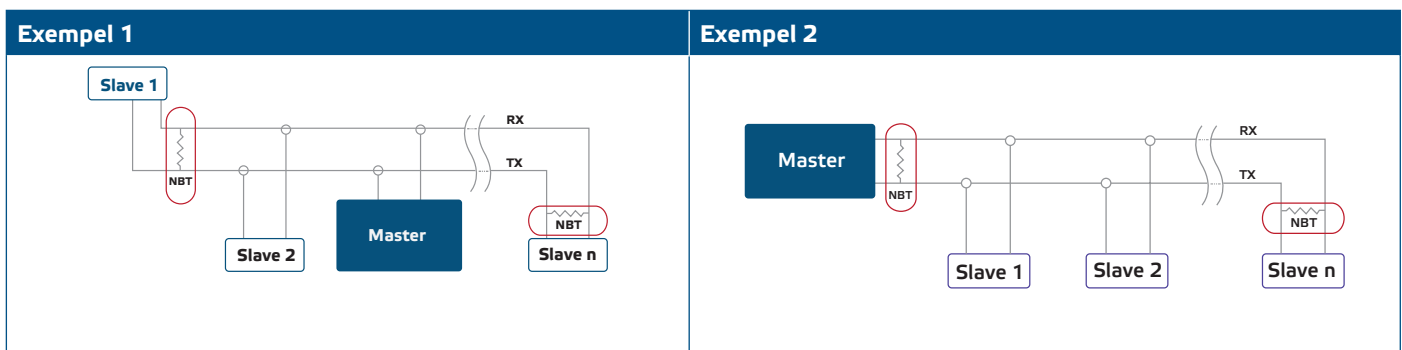 Exempel 1
Slave 1
RX
TX
NBT
NBT
Master
Slave 2
Slave n
Exempel 2
RX
Master
TX
NBT
NBT
Slave 1
Slave 2
Slave n